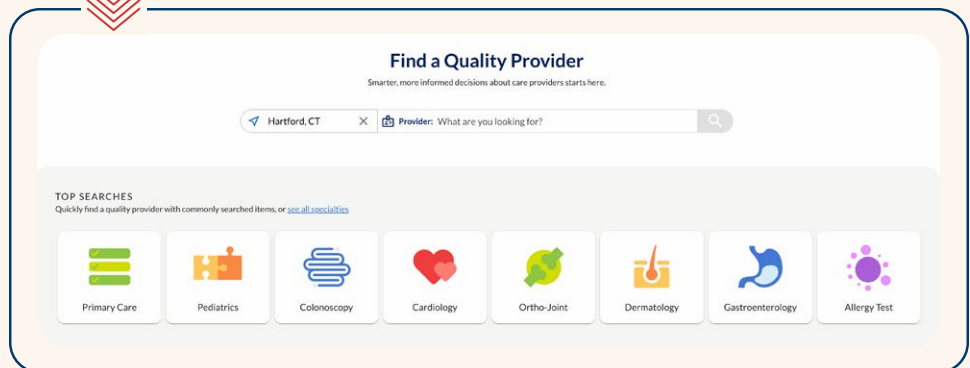 Find a Quality Provider
Smarter, more informed decisions about care providers starts here.
Hartford, CT
Provider: What are you looking for?
TOP SEARCHES
Quickly find a quality provider with commonly searched items, or see all specialties
Primary Care
Pediatrics
Colonoscopy
Cardiology
Ortho-Joint
Dermatology
Gastroenterology
Allergy Test